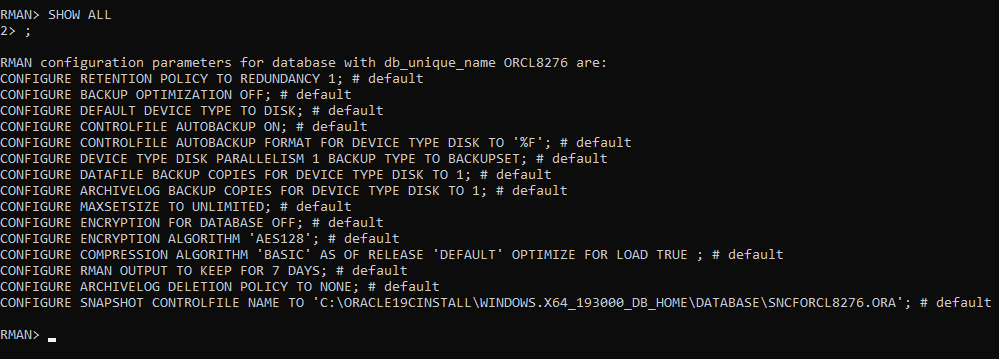 RMAN> SHOW ALL
2> ;
RMAN configuration parameters for database with db_unique_name ORCL8276 are:
CONFIGURE RETENTION POLICY TO REDUNDANCY 1; # default
CONFIGURE BACKUP OPTIMIZATION OFF; # default
CONFIGURE DEFAULT DEVICE TYPE TO DISK; # default
CONFIGURE CONTROLFILE AUTOBACKUP ON; # default
CONFIGURE CONTROLFILE AUTOBACKUP FORMAT FOR DEVICE TYPE DISK TO '%F'; # default
CONFIGURE DEVICE TYPE DISK PARALLELISM 1 BACKUP TYPE TO BACKUPSET; # default
CONFIGURE DATAFILE BACKUP COPIES FOR DEVICE TYPE DISK TO 1; # default
CONFIGURE ARCHIVELOG BACKUP COPIES FOR DEVICE TYPE DISK TO 1; # default
CONFIGURE MAXSETSIZE TO UNLIMITED; # default
CONFIGURE ENCRYPTION FOR DATABASE OFF; # default
CONFIGURE ENCRYPTION ALGORITHM 'AES128'; # default
CONFIGURE COMPRESSION ALGORITHM 'BASIC' AS OF RELEASE 'DEFAULT' OPTIMIZE FOR LOAD TRUE ; # default
CONFIGURE RMAN OUTPUT TO KEEP FOR 7 DAYS; # default
CONFIGURE ARCHIVELOG DELETION POLICY TO NONE; # default
CONFIGURE SNAPSHOT CONTROLFILE NAME TO 'C:\ORACLE19CINSTALL\WINDOWS.X64_193000_DB_HOME\DATABASE\SNCFORCL8276.ORA'; # default
RMAN>